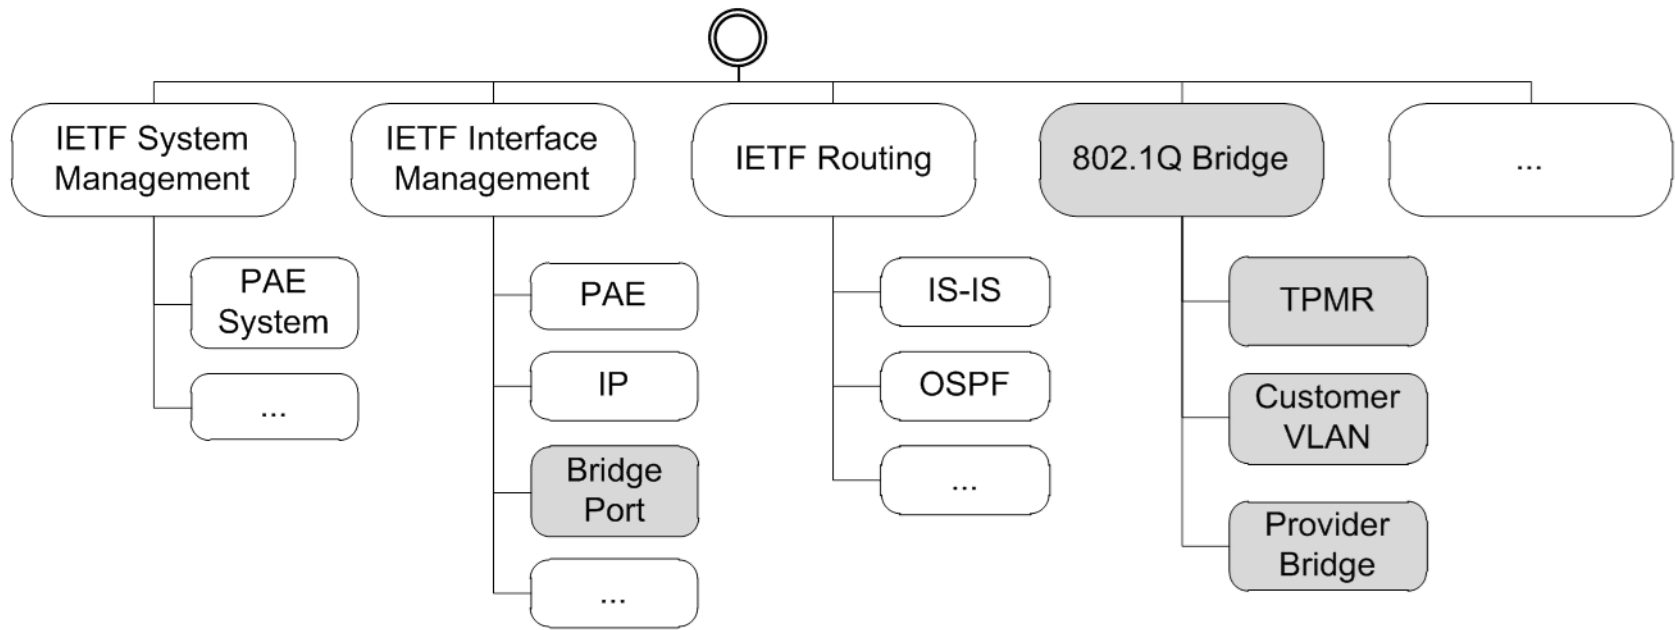 IETF System
Management
IETF Interface
Management
IETF Routing
802.1Q Bridge
...
PAE
System
...
PAE
IP
Bridge
Port
...
IS-IS
OSPF
...
TPMR
Customer
VLAN
Provider
Bridge